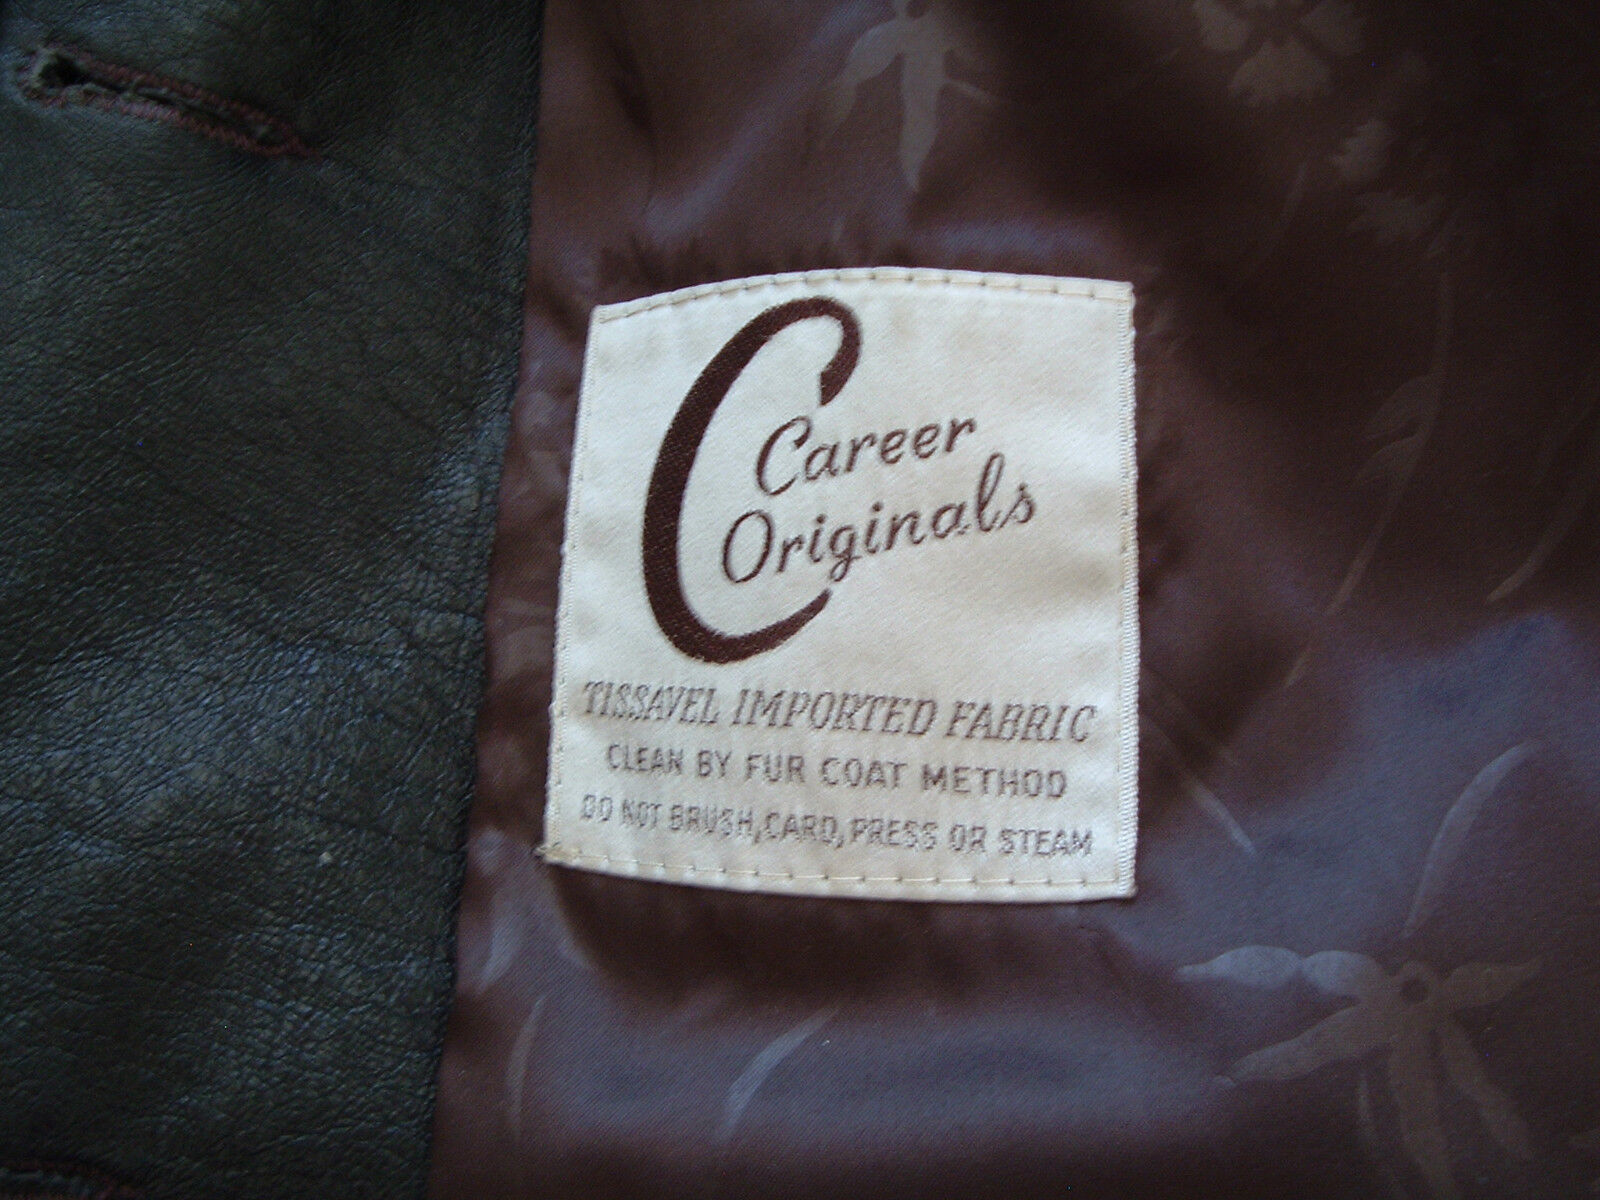 Career
Originals
TISSAVEL IMPORTED FABRIC
CLEAN BY FUR COAT METHOD
DO NOT BRUSH, CARD, PRESS OR STEAM